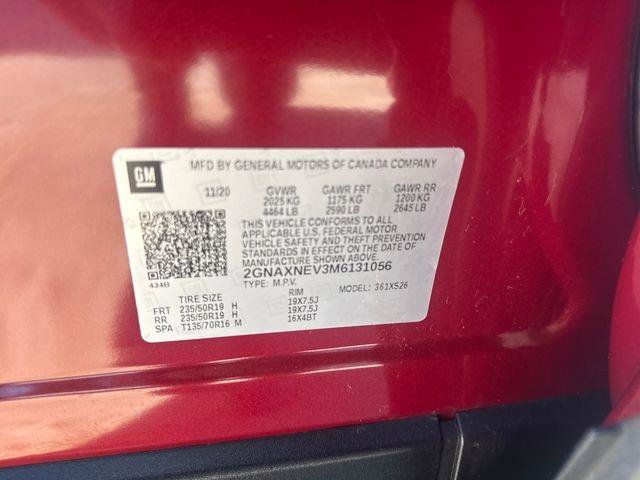 GM
MFD BY GENERAL MOTORS OF CANADA COMPANY
11/20 GVWR GAWR FRT GAWR RR
2025 KG 1175 KG 1200 KG
4464 LB 2590 LB 2645 LB
THIS VEHICLE CONFORMS TO ALL
APPLICABLE U.S. FEDERAL MOTOR
VEHICLE SAFETY AND THEFT PREVENTION
STANDARDS IN EFFECT ON THE DATE OF
MANUFACTURE SHOWN ABOVE.
2GNAXNEV3M6131056
434B TYPE: M.P.V. MODEL: 361XS26
TIRE SIZE RIM
FRT 235/50R19 H 19X7.5J
RR 235/50R19 H 19X7.5J
SPA T135/70R16 M 16X4BT